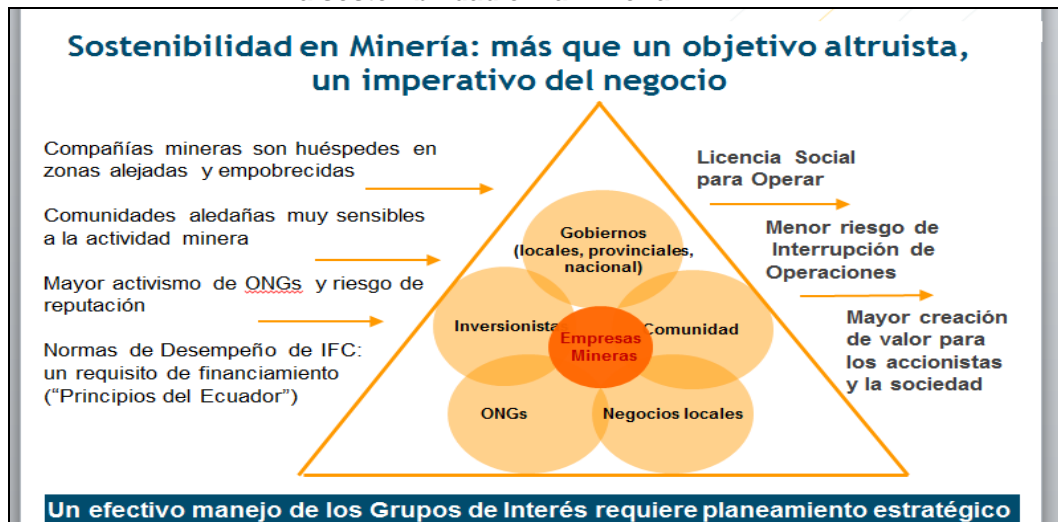 Sostenibilidad en Minería: más que un objetivo altruista,
un imperativo del negocio
Compañías mineras son huéspedes en
zonas alejadas y empobrecidas
Comunidades aledañas muy sensibles
a la actividad minera
Mayor activismo de ONGs y riesgo de
reputación
Normas de Desempeño de IFC:
un requisito de financiamiento
(“Principios del Ecuador”)
Gobiernos
(locales, provinciales,
nacional)
Inversionistas
Comunidad
Empresas
Mineras
ONGs
Negocios locales
Licencia Social
para Operar
Menor riesgo de
Interrupción de
Operaciones
Mayor creación
de valor para
los accionistas
y la sociedad
Un efectivo manejo de los Grupos de Interés requiere planeamiento estratégico